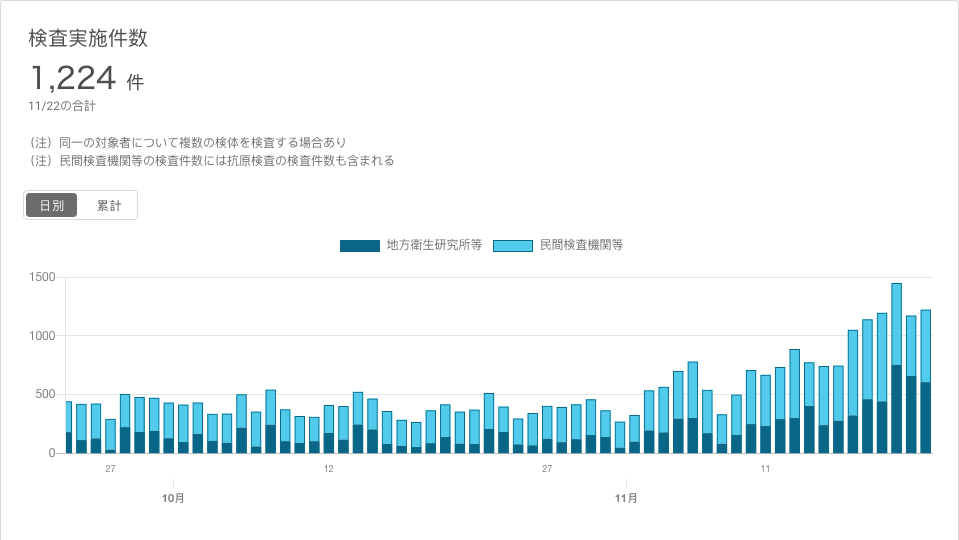 検査実施件数
1,224 件
11/22の合計
（注）同一の対象者について複数の検体を検査する場合あり
（注）民間検査機関等の検査件数には抗原検査の検査件数も含まれる
日別 累計
地方衛生研究所等 民間検査機関等
1500
1000
500
0
27 12 27 11
10月 11月